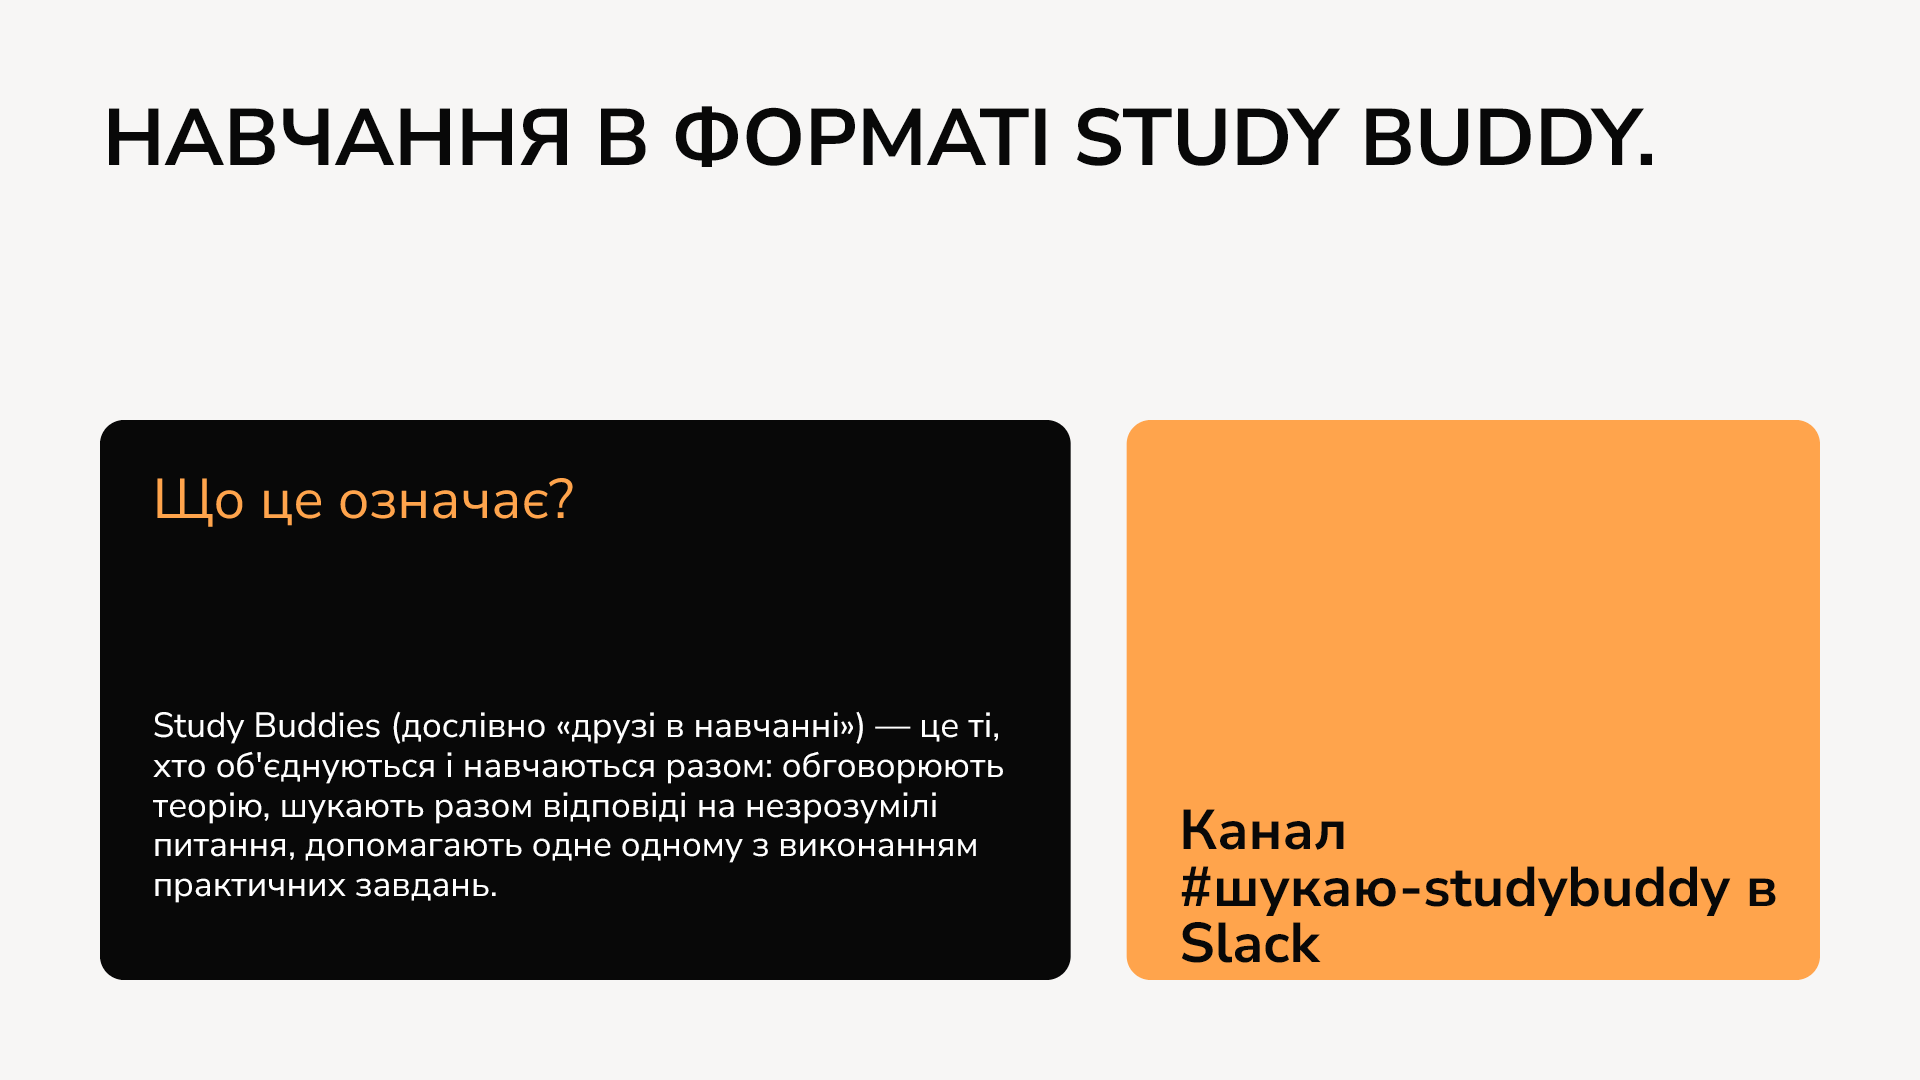 НАВЧАННЯ В ФОРМАТІ STUDY BUDDY.
Що це означає?
Study Buddies (дослівно «друзі в навчанні») — це ті,
хто об'єднуються і навчаються разом: обговорюють
теорію, шукають разом відповіді на незрозумілі
питання, допомагають одне одному з виконанням
практичних завдань.
Канал
#шукаю-studybuddy в
Slack